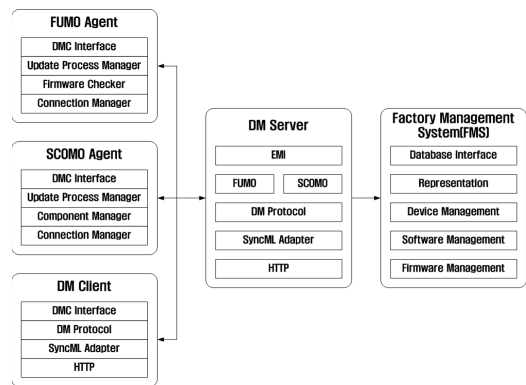 FUMO Agent
DMC Interface
Update Process Manager
Firmware Checker
Connection Manager
SCOMO Agent
DMC Interface
Update Process Manager
Component Manager
Connection Manager
DM Client
DMC Interface
DM Protocol
SyncML Adapter
HTTP
DM Server
EMI
FUMO
SCOMO
DM Protocol
SyncML Adapter
HTTP
Factory Management
System(FMS)
Database Interface
Representation
Device Management
Software Management
Firmware Management